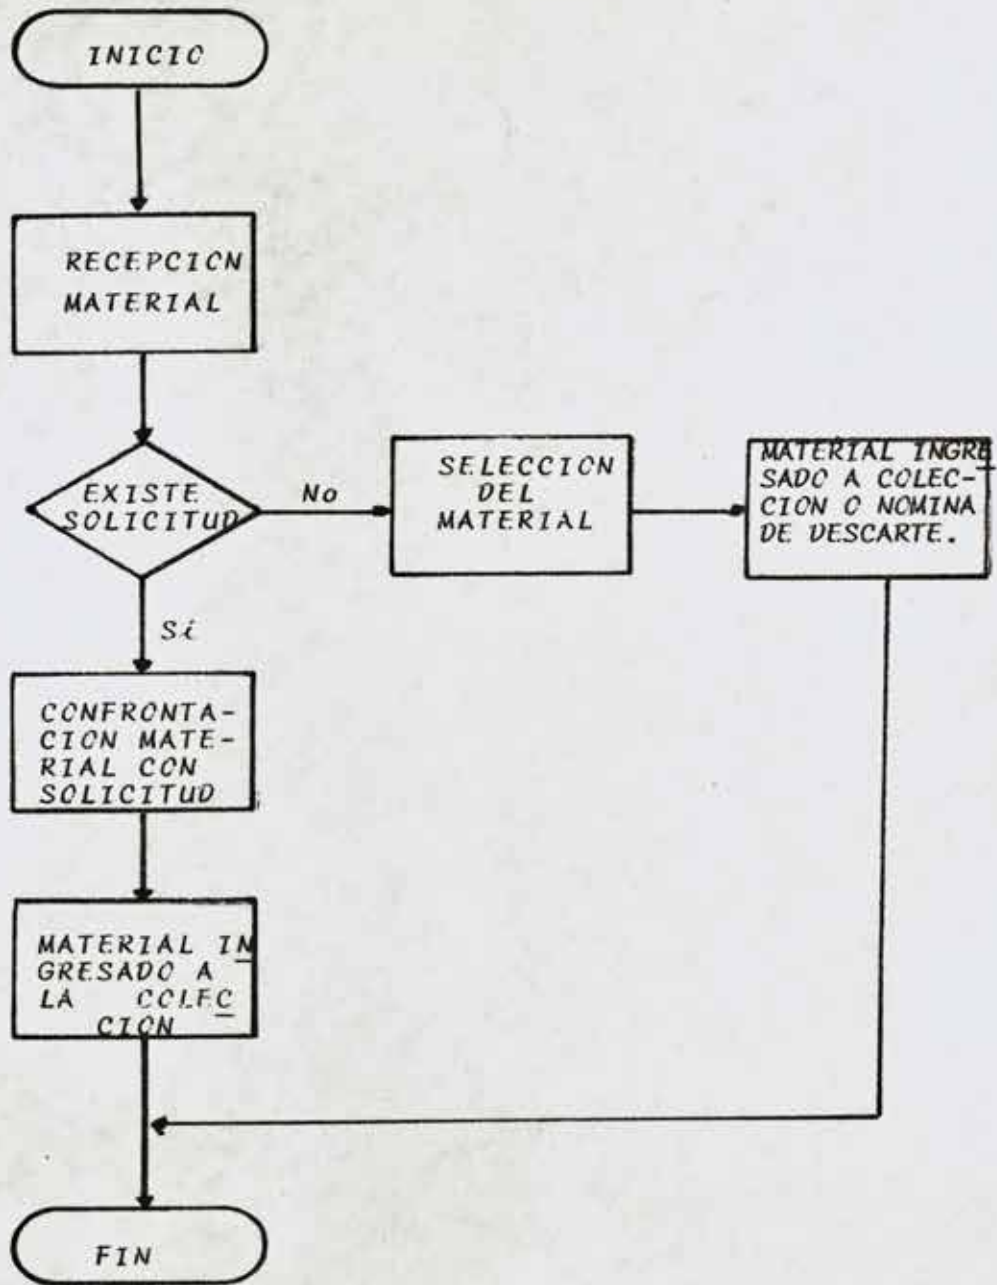 INICIO
RECEPCION
MATERIAL
EXISTE
SOLICITUD
No
SELECCION
DEL
MATERIAL
MATERIAL INGRE
SADO A COLEC-
CION O NOMINA
DE DESCARTE.
Sí
CONFRONTA-
CION MATE-
RIAL CON
SOLICITUD
MATERIAL IN
GRESADO A
LA COLEC
CION
FIN